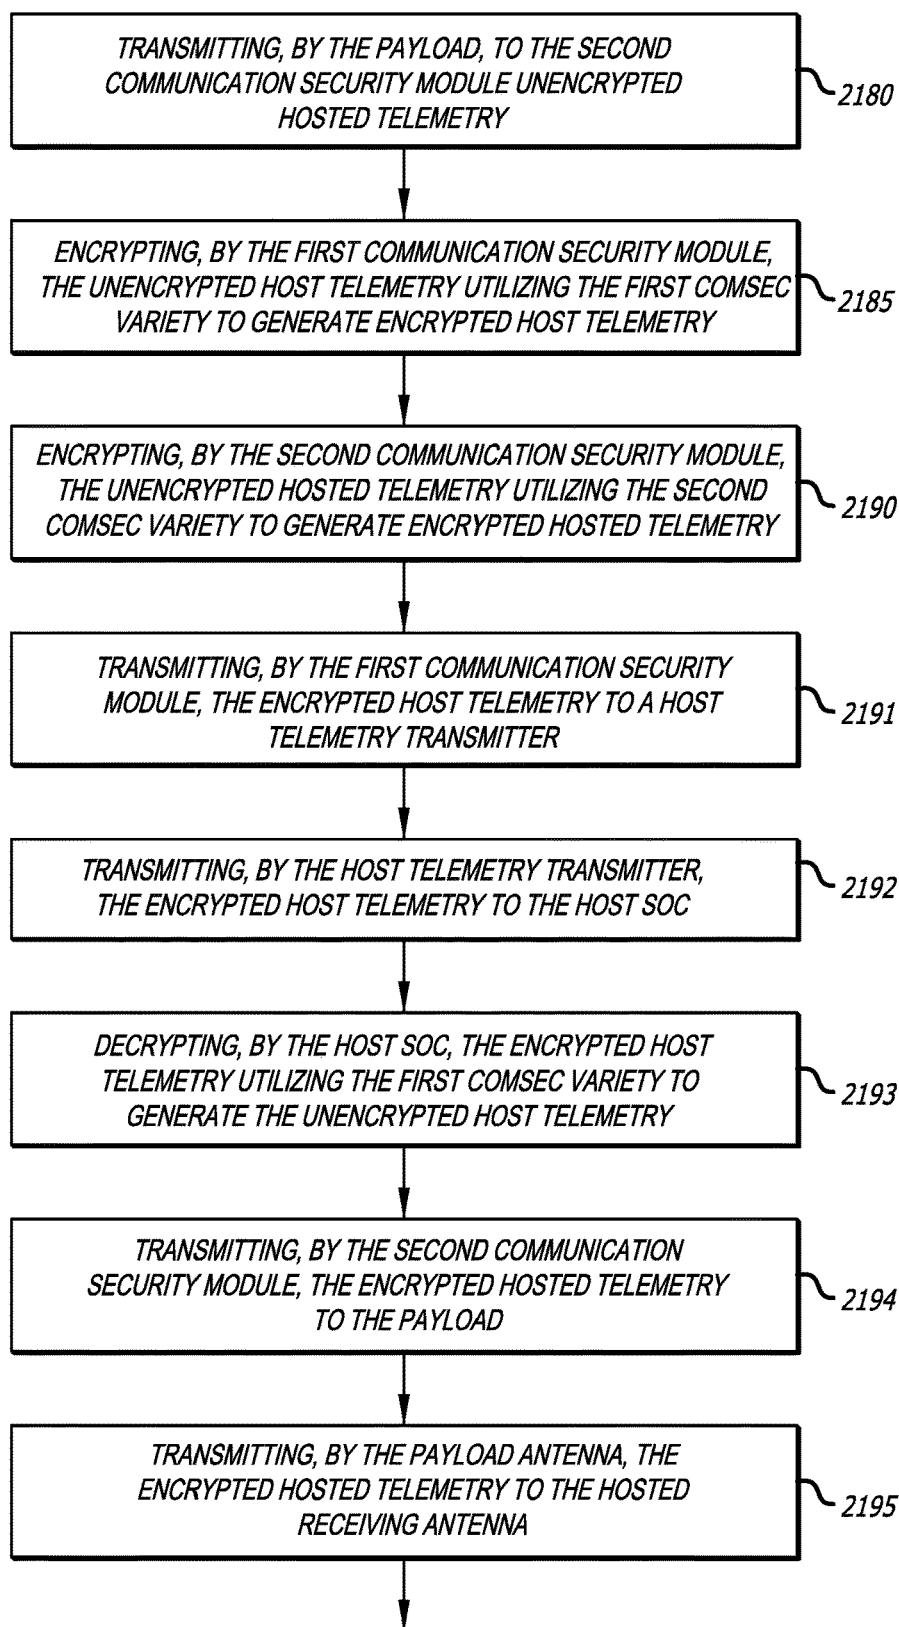 TRANSMITTING, BY THE PAYLOAD, TO THE SECOND
COMMUNICATION SECURITY MODULE UNENCRYPTED
HOSTED TELEMETRY
2180
ENCRYPTING, BY THE FIRST COMMUNICATION SECURITY MODULE,
THE UNENCRYPTED HOST TELEMETRY UTILIZING THE FIRST COMSEC
VARIETY TO GENERATE ENCRYPTED HOST TELEMETRY
2185
ENCRYPTING, BY THE SECOND COMMUNICATION SECURITY MODULE,
THE UNENCRYPTED HOSTED TELEMETRY UTILIZING THE SECOND
COMSEC VARIETY TO GENERATE ENCRYPTED HOSTED TELEMETRY
2190
TRANSMITTING, BY THE FIRST COMMUNICATION SECURITY
MODULE, THE ENCRYPTED HOST TELEMETRY TO A HOST
TELEMETRY TRANSMITTER
2191
TRANSMITTING, BY THE HOST TELEMETRY TRANSMITTER,
THE ENCRYPTED HOST TELEMETRY TO THE HOST SOC
2192
DECRYPTING, BY THE HOST SOC, THE ENCRYPTED HOST
TELEMETRY UTILIZING THE FIRST COMSEC VARIETY TO
GENERATE THE UNENCRYPTED HOST TELEMETRY
2193
TRANSMITTING, BY THE SECOND COMMUNICATION
SECURITY MODULE, THE ENCRYPTED HOSTED TELEMETRY
TO THE PAYLOAD
2194
TRANSMITTING, BY THE PAYLOAD ANTENNA, THE
ENCRYPTED HOSTED TELEMETRY TO THE HOSTED
RECEIVING ANTENNA
2195